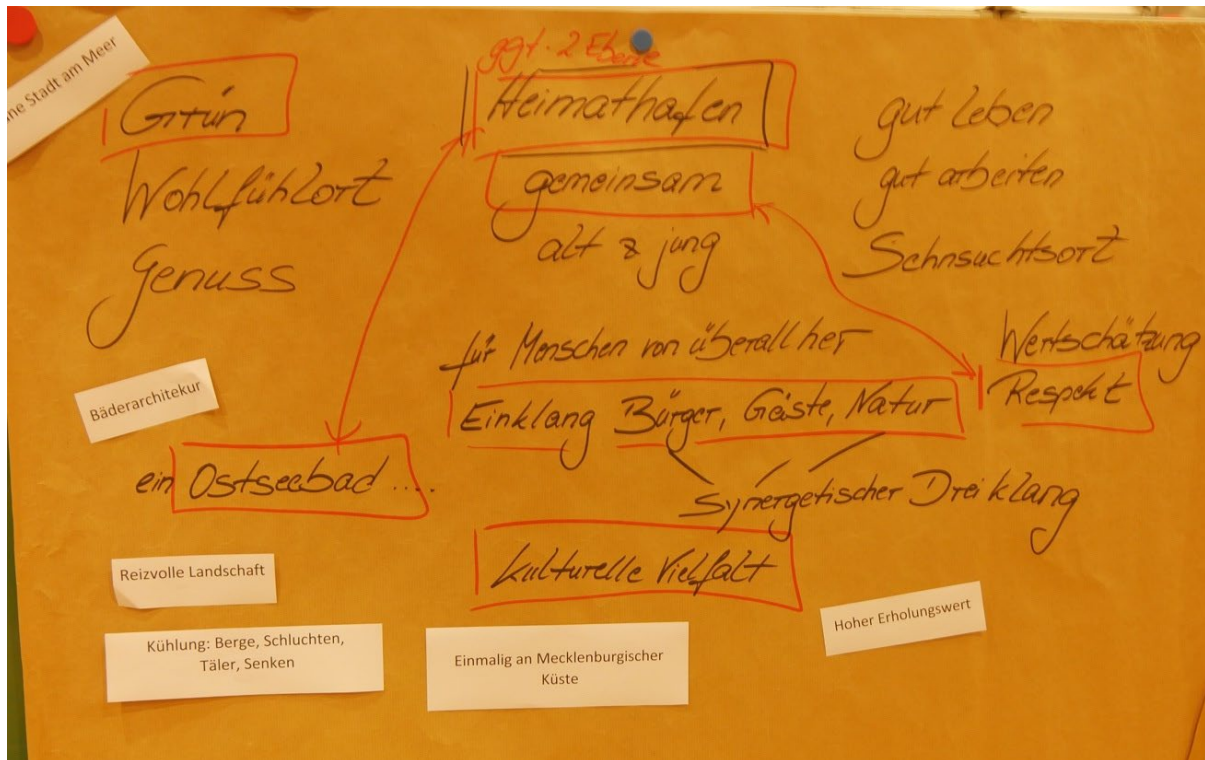 ine Stadt am Meer
Grün
Wohlfühlort
Genuss
ggf. 2 Ebene
Heimathafen
gemeinsam
alt & jung
gut leben
gut arbeiten
Sehnsuchtsort
für Menschen von überall her
Wertschätzung
Respekt
Einklang Bürger, Gäste, Natur
Bäderarchitekur
ein Ostseebad ....
Synergetischer Dreiklang
kulturelle Vielfalt
Reizvolle Landschaft
Kühlung: Berge, Schluchten,
Täler, Senken
Einmalig an Mecklenburgischer
Küste
Hoher Erholungswert